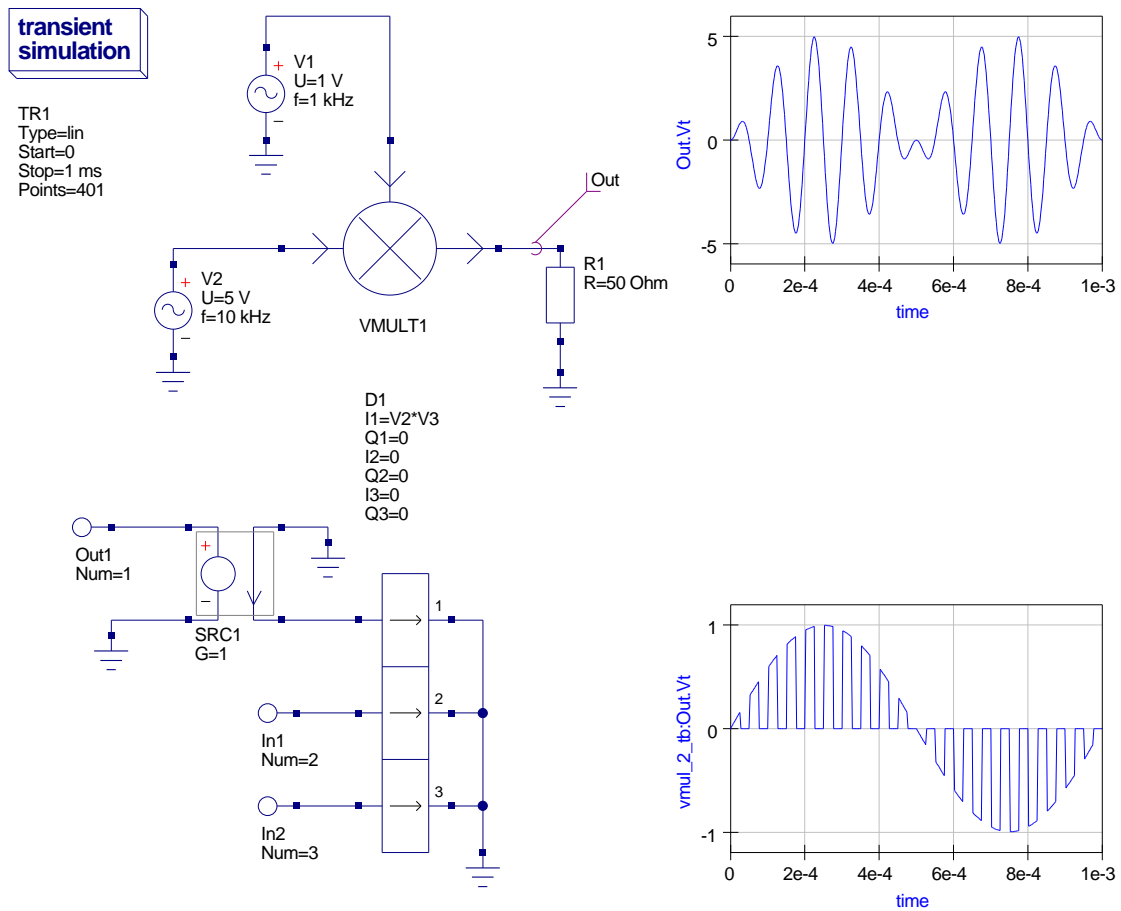 transient
simulation
TR1
Type=lin
Start=0
Stop=1 ms
Points=401
+
V1
U=1 V
f=1 kHz
−
+
V2
U=5 V
f=10 kHz
−
VMULT1
Out
R1
R=50 Ohm
5
0
-5
Out.Vt
0
2e-4
4e-4
6e-4
8e-4
1e-3
time
D1
I1=V2*V3
Q1=0
I2=0
Q2=0
I3=0
Q3=0
Out1
Num=1
+
−
SRC1
G=1
1
2
3
In1
Num=2
In2
Num=3
1
0
-1
vmul_2_tb:Out.Vt
0
2e-4
4e-4
6e-4
8e-4
1e-3
time